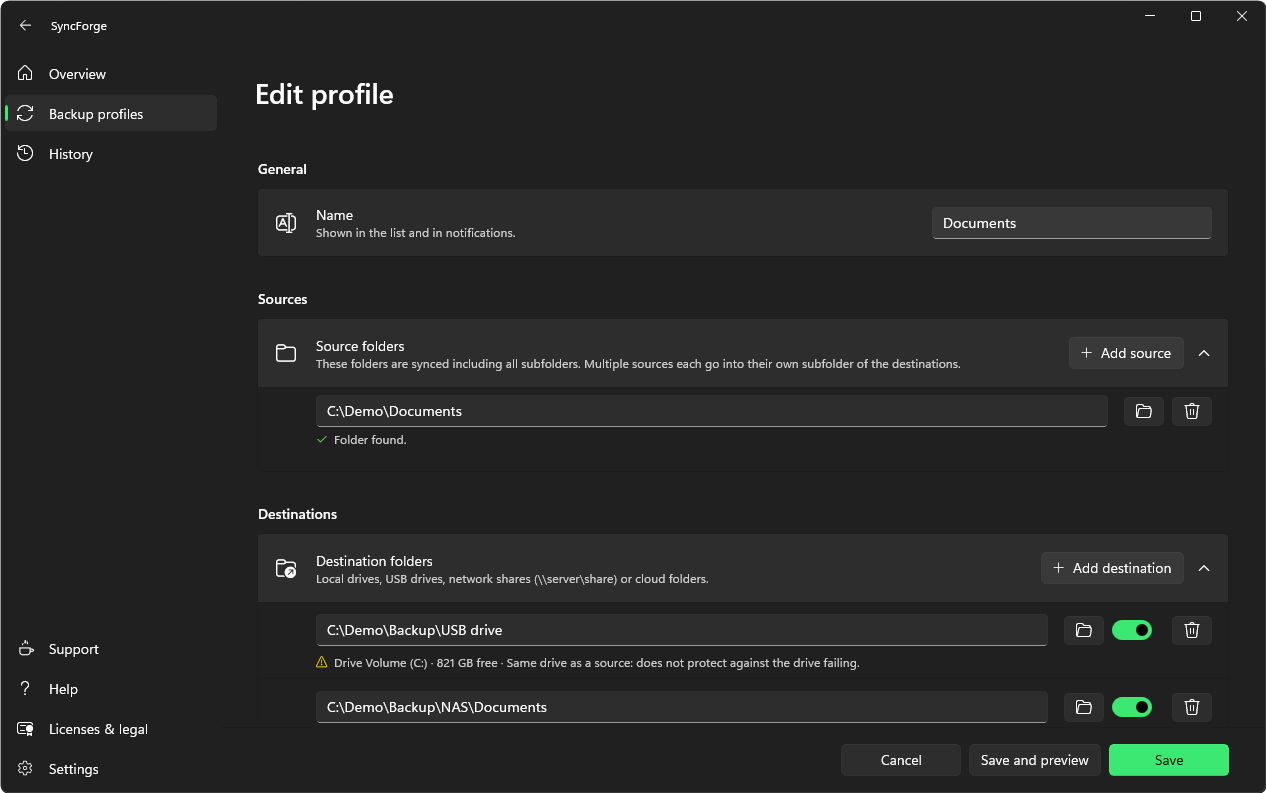 SyncForge
Overview
Backup profiles
History
Support
Help
Licenses & legal
Settings
Edit profile
General
Name
Shown in the list and in notifications.
Documents
Sources
Source folders
These folders are synced including all subfolders. Multiple sources each go into their own subfolder of the destinations.
Add source
C:\Demo\Documents
Folder found.
Destinations
Destination folders
Local drives, USB drives, network shares (\\server\share) or cloud folders.
Add destination
C:\Demo\Backup\USB drive
Drive Volume (C:) · 821 GB free · Same drive as a source: does not protect against the drive failing.
C:\Demo\Backup\NAS\Documents
Cancel
Save and preview
Save